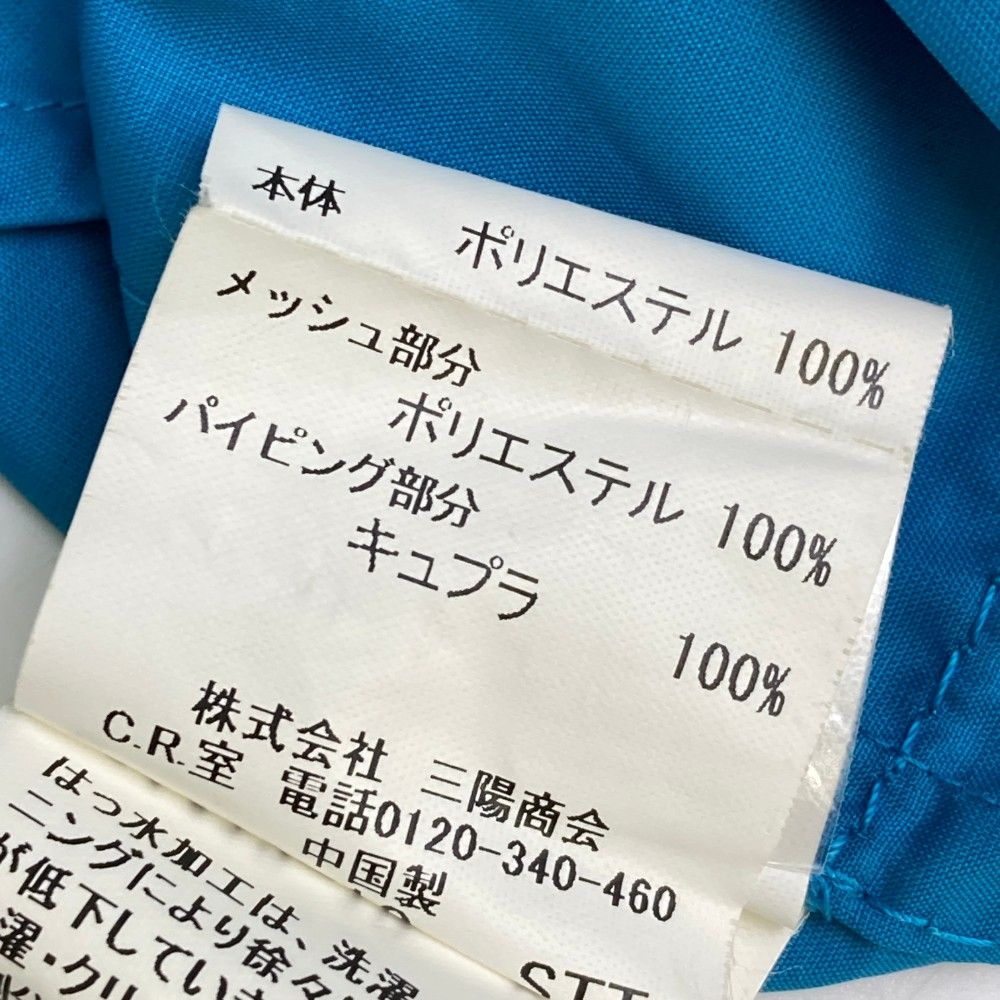 本体 ポリエステル 100%
メッシュ部分
ポリエステル 100%
パイピング部分
キュプラ 100%
株式会社 三陽商会
C.R.室 電話0120-340-460
中国製
はっ水加工は、洗濯
ニングにより徐々に
が低下していき
濯・クリ